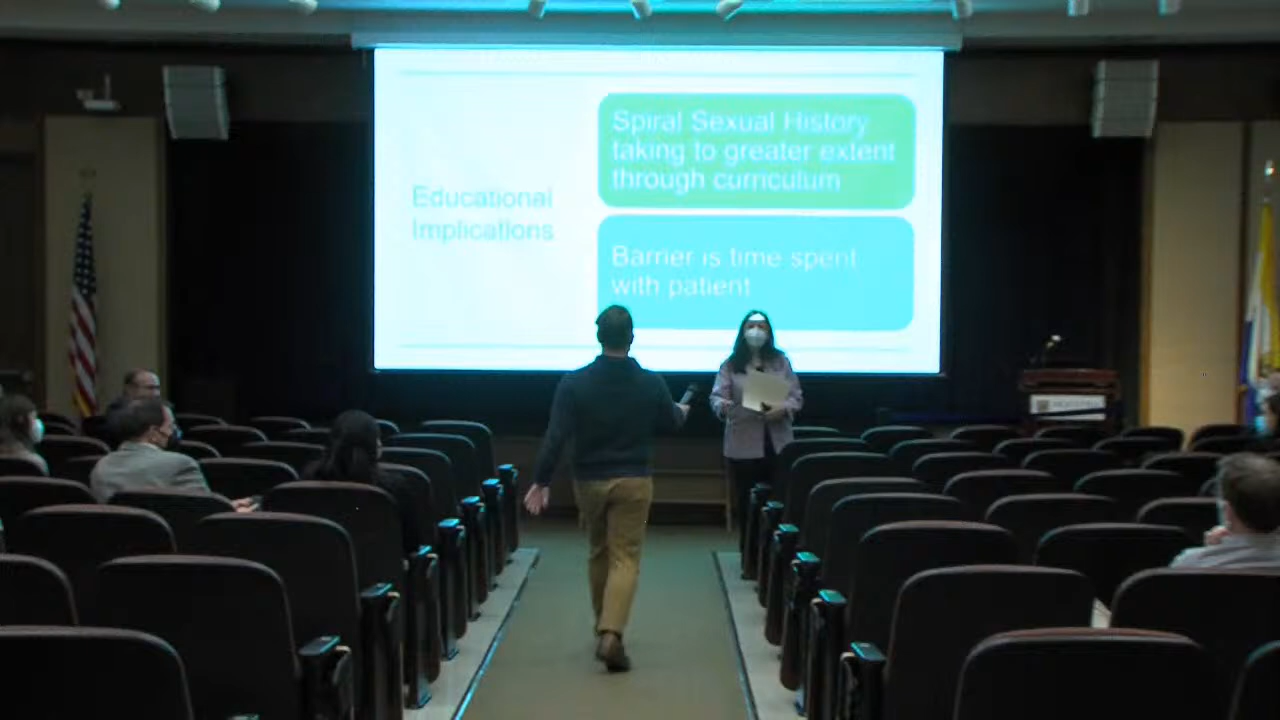 Educational
Implications
Spiral Sexual History
taking to greater extent
through curriculum
Barrier is time spent
with patient